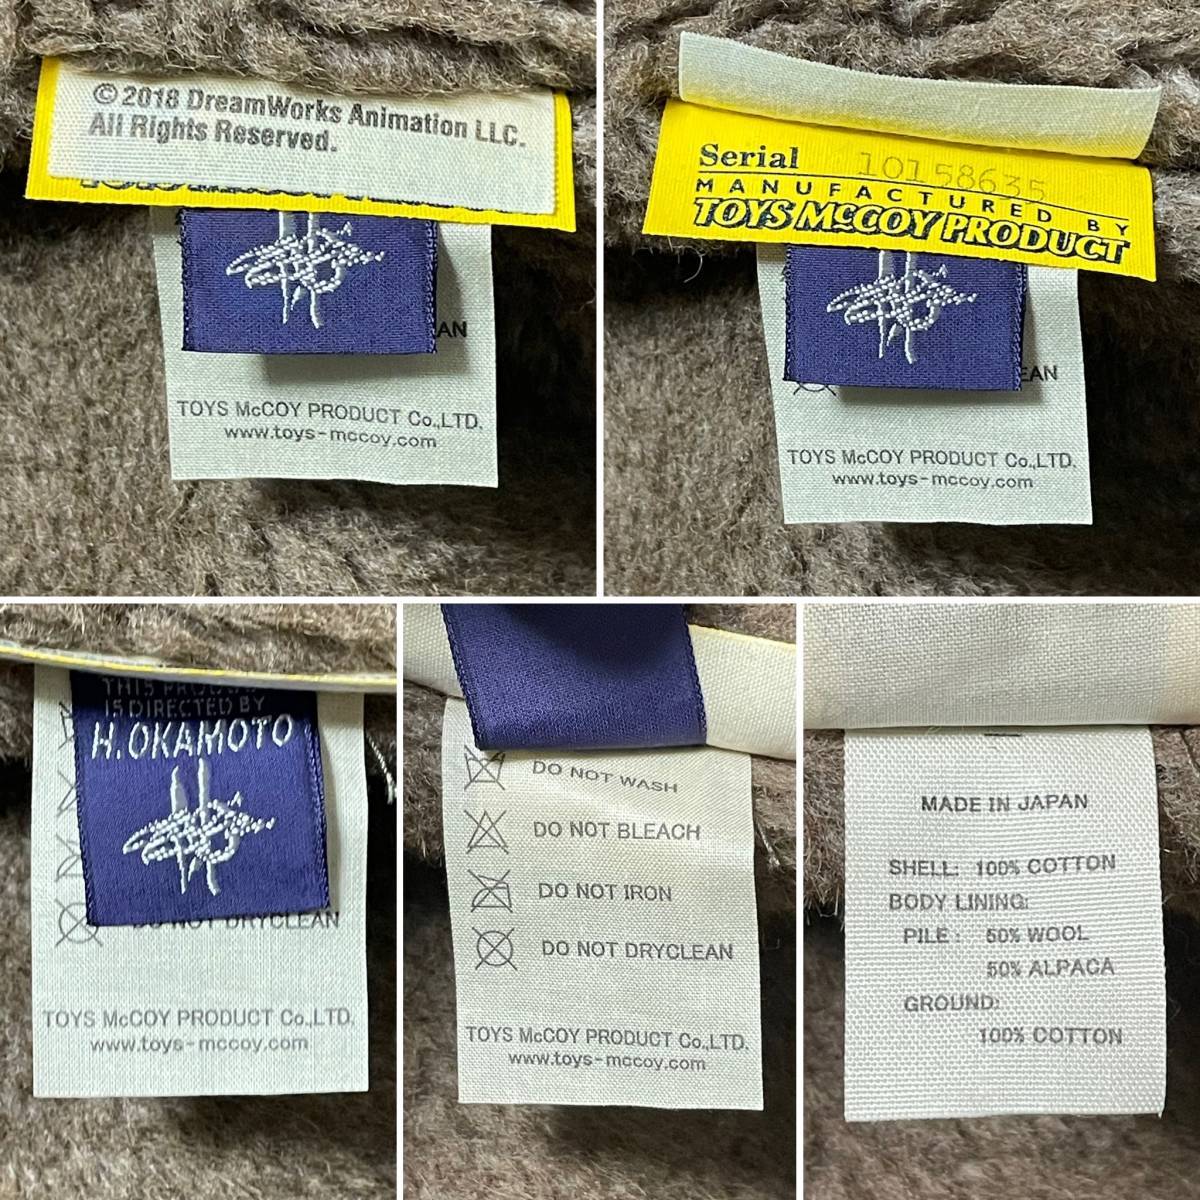 © 2018 DreamWorks Animation LLC.
All Rights Reserved.
AN
TOYS McCOY PRODUCT Co.,LTD.
www.toys-mccoy.com
Serial 10158635
MANUFACTURED BY
TOYS McCOY PRODUCT
EAN
TOYS McCOY PRODUCT Co.,LTD.
www.toys-mccoy.com
THIS PRODUCT
IS DIRECTED BY
H. OKAMOTO
DO NOT DRYCLEAN
TOYS McCOY PRODUCT Co.,LTD.
www.toys-mccoy.com
DO NOT WASH
DO NOT BLEACH
DO NOT IRON
DO NOT DRYCLEAN
TOYS McCOY PRODUCT Co.,LTD.
www.toys-mccoy.com
MADE IN JAPAN
SHELL: 100% COTTON
BODY LINING:
PILE : 50% WOOL
50% ALPACA
GROUND:
100% COTTON